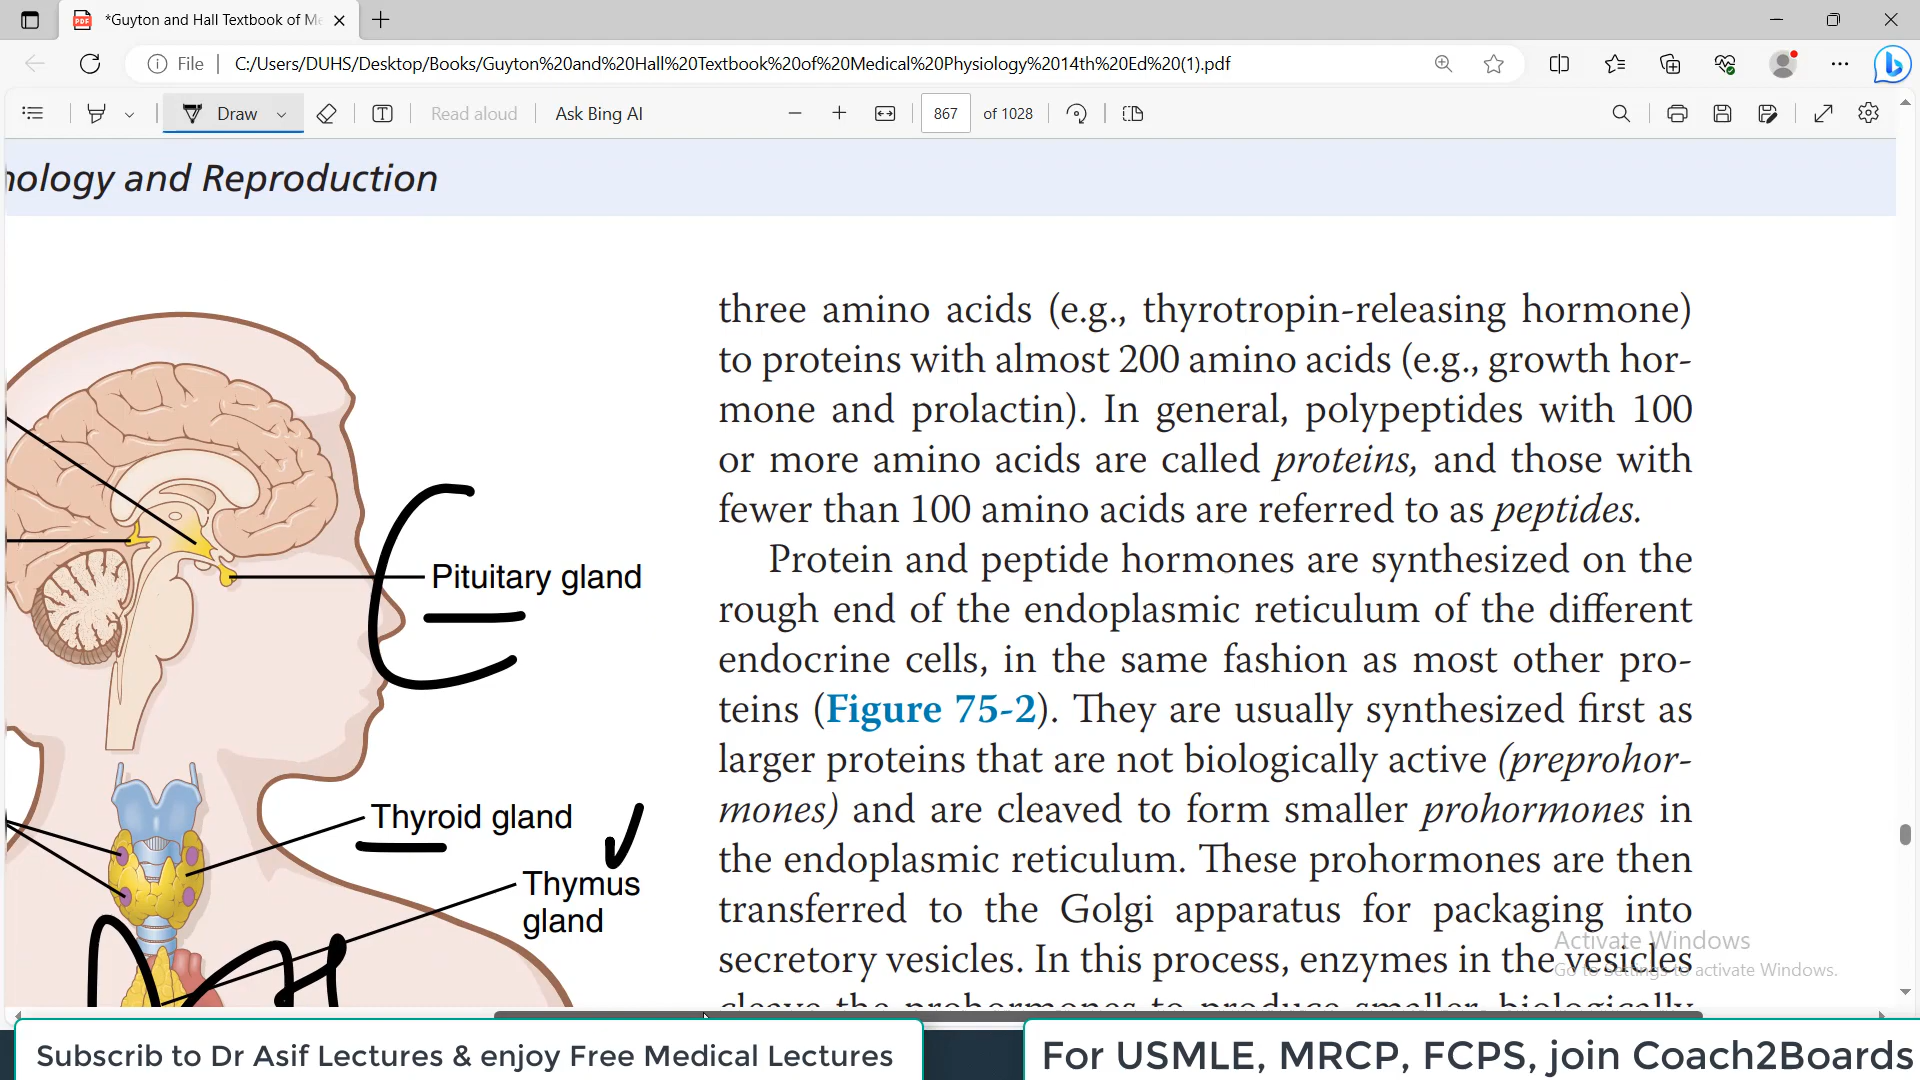 *Guyton and Hall Textbook of Me
File
C:/Users/DUHS/Desktop/Books/Guyton%20and%20Hall%20Textbook%20of%20Medical%20Physiology%2014th%20Ed%20(1).pdf
Draw
Read aloud
Ask Bing AI
867 of 1028
nology and Reproduction
Pituitary gland
Thyroid gland
Thymus
gland
three amino acids (e.g., thyrotropin-releasing hormone)
to proteins with almost 200 amino acids (e.g., growth hor-
mone and prolactin). In general, polypeptides with 100
or more amino acids are called proteins, and those with
fewer than 100 amino acids are referred to as peptides.
Protein and peptide hormones are synthesized on the
rough end of the endoplasmic reticulum of the different
endocrine cells, in the same fashion as most other pro-
teins (Figure 75-2). They are usually synthesized first as
larger proteins that are not biologically active (preprohor-
mones) and are cleaved to form smaller prohormones in
the endoplasmic reticulum. These prohormones are then
transferred to the Golgi apparatus for packaging into
secretory vesicles. In this process, enzymes in the vesicles
cleave the prohormones to produce smaller, biologically
Activate Windows
Go to Settings to activate Windows.
Subscrib to Dr Asif Lectures & enjoy Free Medical Lectures
For USMLE, MRCP, FCPS, join Coach2Boards